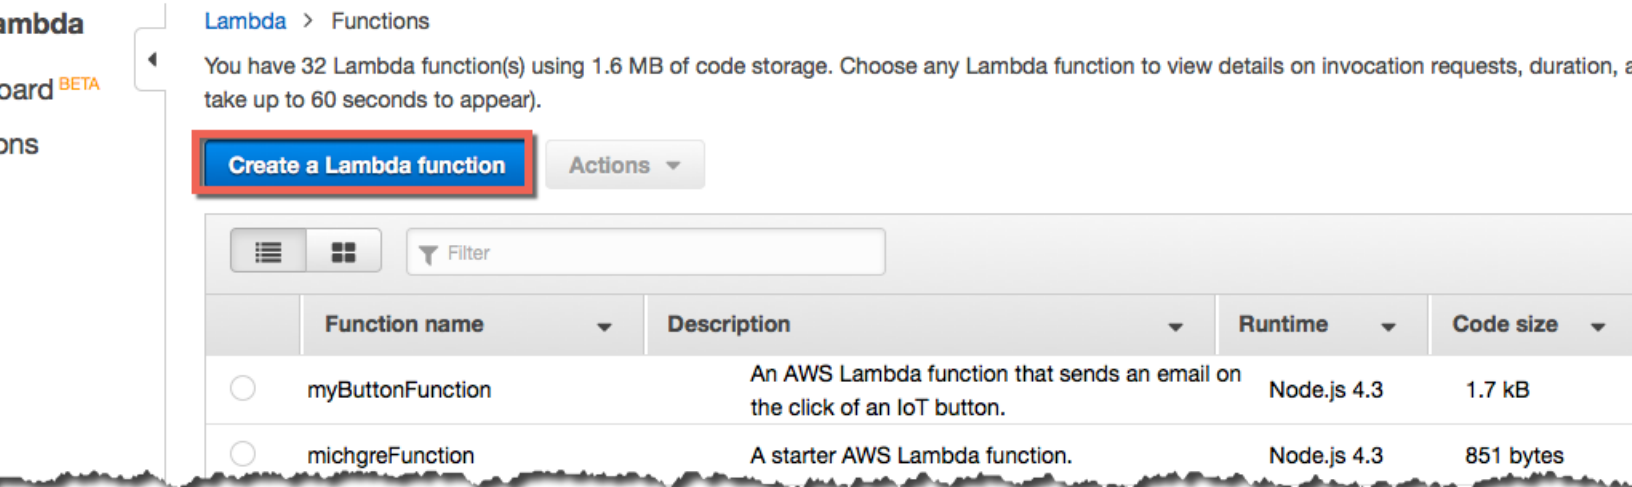 ambda
Lambda > Functions
You have 32 Lambda function(s) using 1.6 MB of code storage. Choose any Lambda function to view details on invocation requests, duration, a
oard BETA
take up to 60 seconds to appear).
ons
Create a Lambda function
Actions
Filter
Function name
Description
Runtime
Code size
myButtonFunction
An AWS Lambda function that sends an email on
the click of an IoT button.
Node.js 4.3
1.7 kB
michgreFunction
A starter AWS Lambda function.
Node.js 4.3
851 bytes